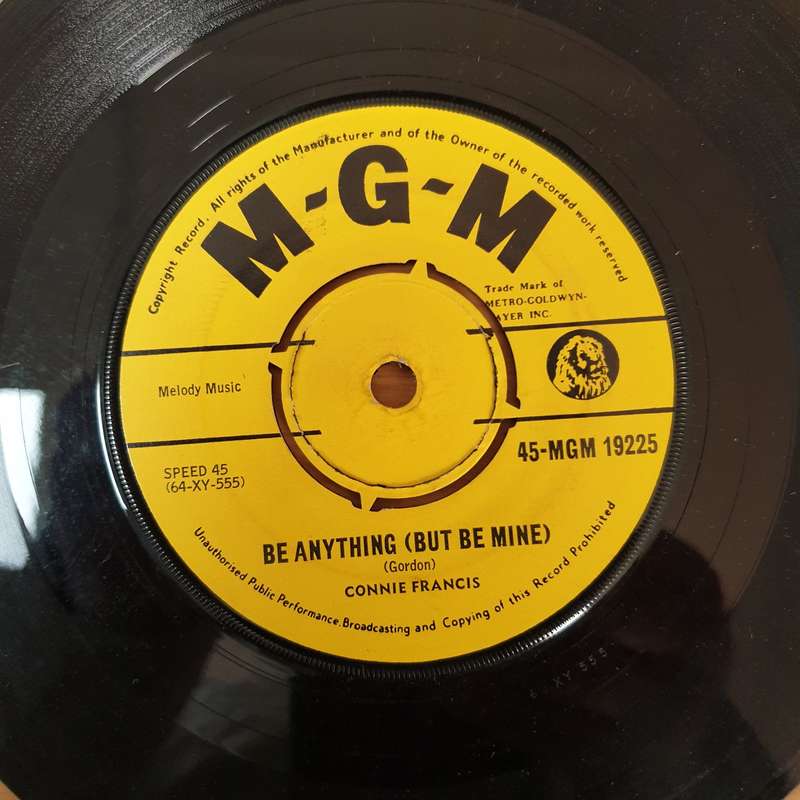 Copyright Record. All rights of the Manufacturer and of the Owner of the recorded work reserved
M-G-M
Trade Mark of
METRO-GOLDWYN-
AYER INC.
Melody Music
45-MGM 19225
SPEED 45
(64-XY-555)
BE ANYTHING (BUT BE MINE)
(Gordon)
CONNIE FRANCIS
Unauthorised Public Performance, Broadcasting and Copying of this Record Prohibited
XY 555